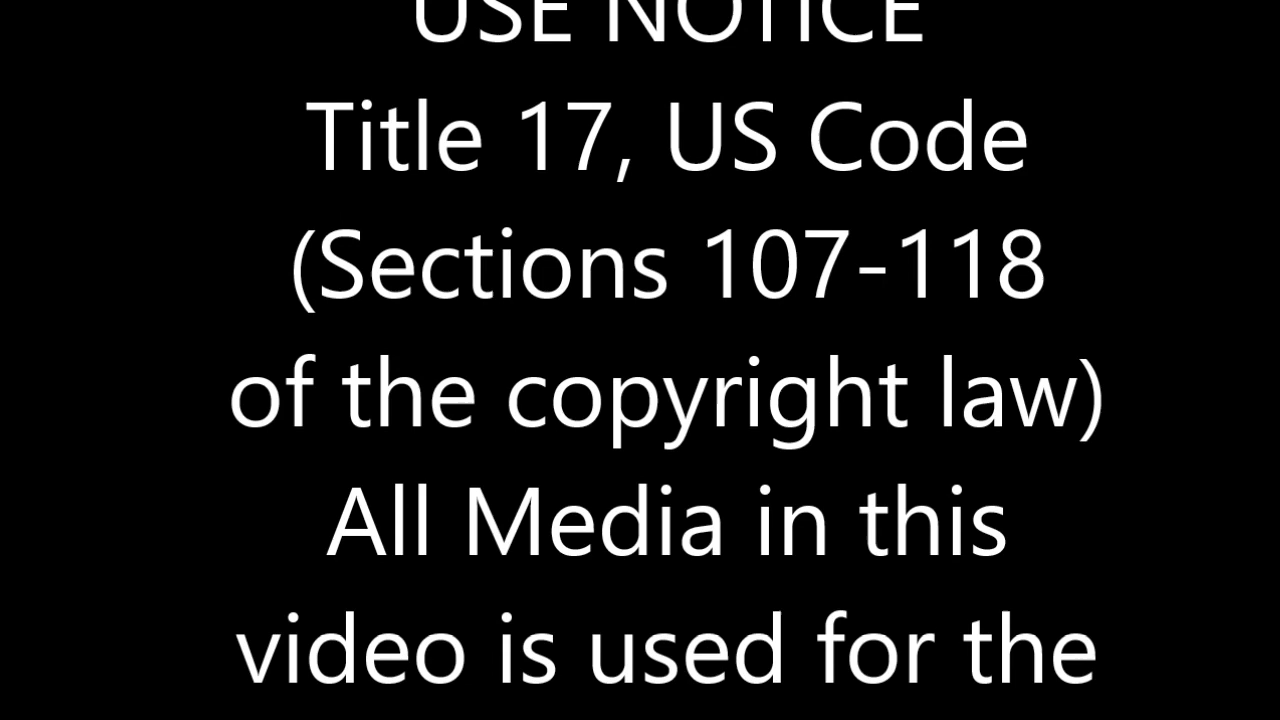 USE NOTICE
Title 17, US Code
(Sections 107-118
of the copyright law)
All Media in this
video is used for the